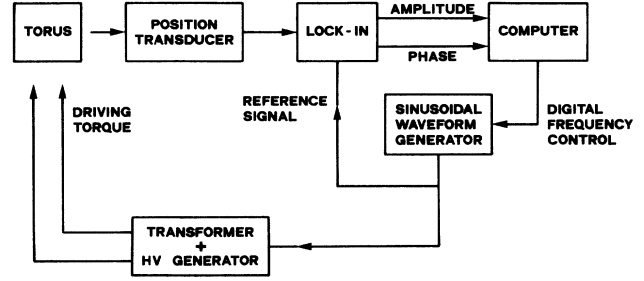 TORUS
POSITION
TRANSDUCER
LOCK-IN
AMPLITUDE
PHASE
COMPUTER
DRIVING
TORQUE
REFERENCE
SIGNAL
SINUSOIDAL
WAVEFORM
GENERATOR
DIGITAL
FREQUENCY
CONTROL
TRANSFORMER
+
HV GENERATOR